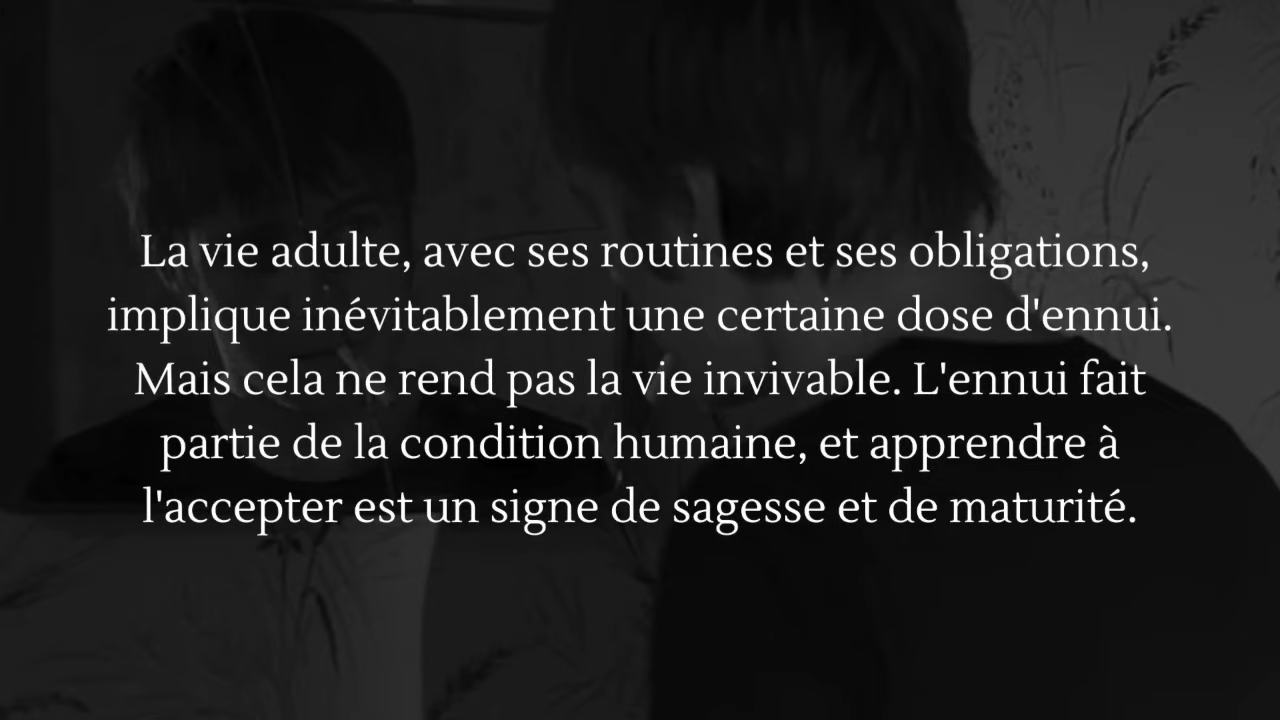 La vie adulte, avec ses routines et ses obligations,
implique inévitablement une certaine dose d'ennui.
Mais cela ne rend pas la vie invivable. L'ennui fait
partie de la condition humaine, et apprendre à
l'accepter est un signe de sagesse et de maturité.